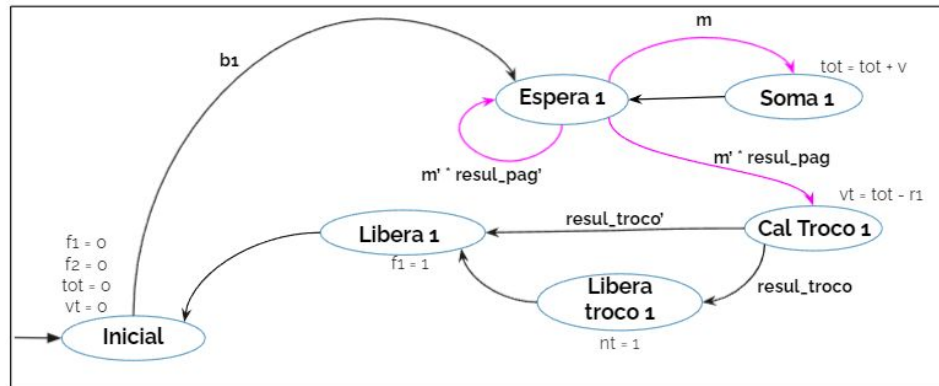 m
b1
tot = tot + v
Espera 1
Soma 1
m' * resul_pag'
m' * resul_pag
vt = tot - r1
resul_troco'
Libera 1
Cal Troco 1
f1 = 0
f2 = 0
tot = 0
vt = 0
f1 = 1
Libera
troco 1
resul_troco
Inicial
nt = 1